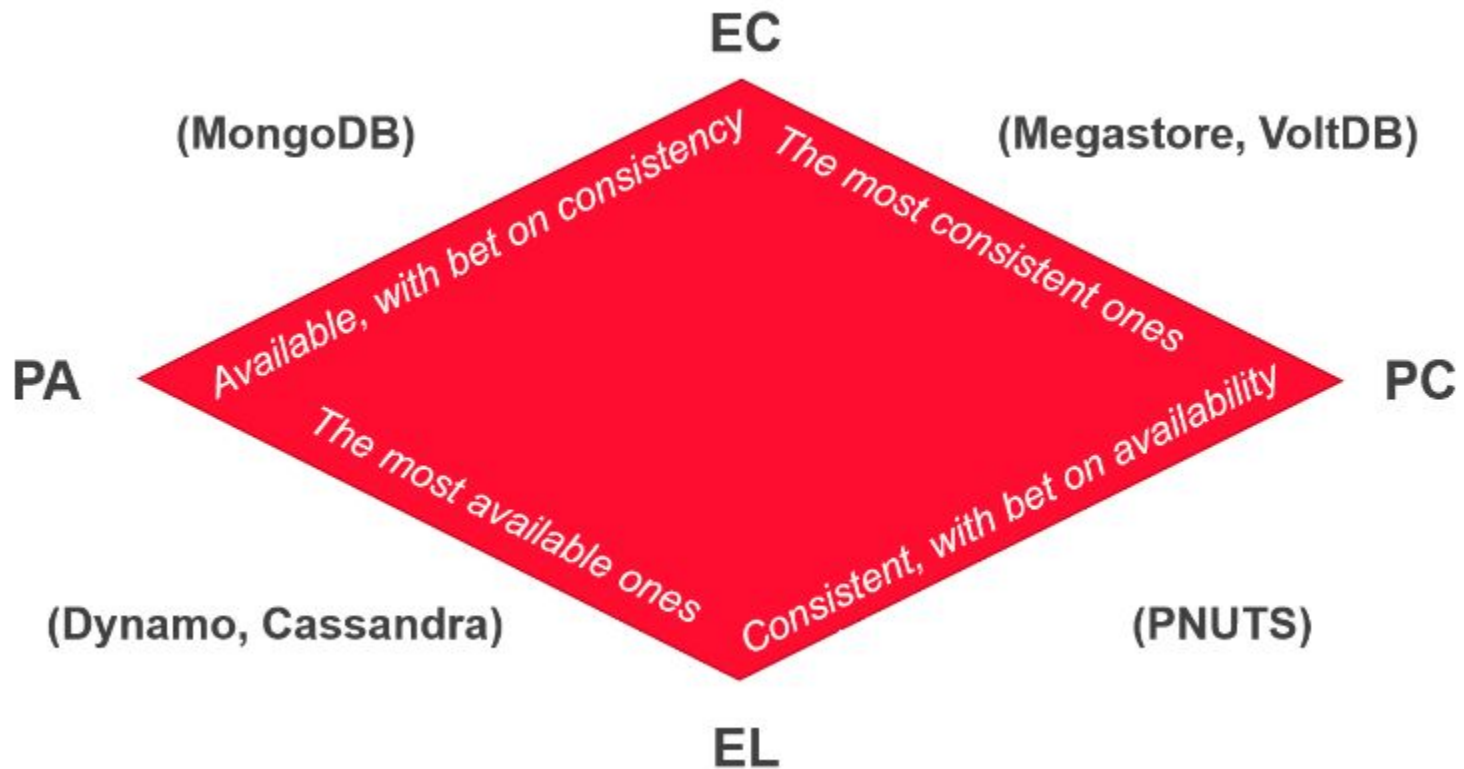 EC
(MongoDB)
(Megastore, VoltDB)
Available, with bet on consistency
The most consistent ones
PA
PC
The most available ones
Consistent, with bet on availability
(Dynamo, Cassandra)
(PNUTS)
EL